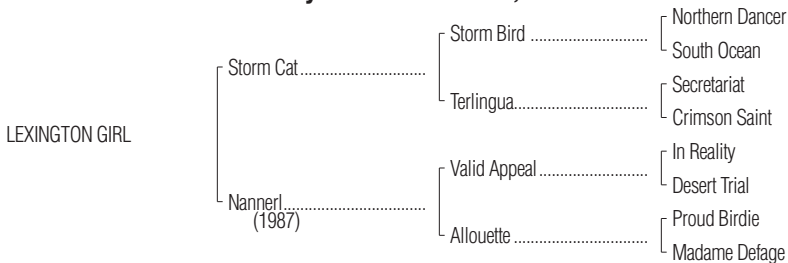 Northern Dancer
Storm Bird ........................
South Ocean
Storm Cat..............................
Secretariat
Terlingua...........................
Crimson Saint
LEXINGTON GIRL
In Reality
Valid Appeal......................
Desert Trial
Nannerl..................................
(1987)
Proud Birdie
Allouette ...........................
Madame Defage